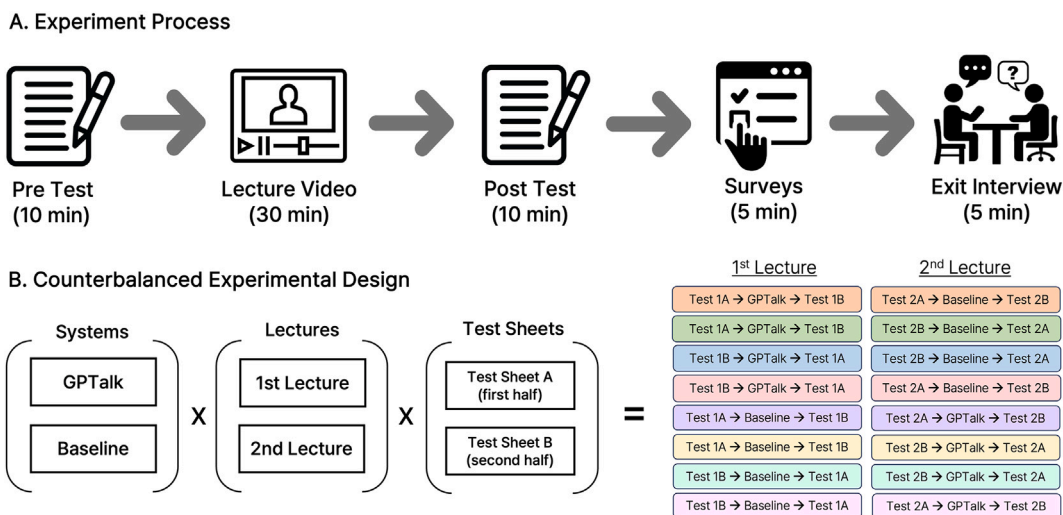 A. Experiment Process
Pre Test
(10 min)
Lecture Video
(30 min)
Post Test
(10 min)
?
Surveys
(5 min)
Exit Interview
(5 min)
B. Counterbalanced Experimental Design
Systems
GPTalk
Baseline
x
Lectures
1st Lecture
2nd Lecture
x
Test Sheets
Test Sheet A
(first half)
Test Sheet B
(second half)
=
1st Lecture
Test 1A → GPTalk → Test 1B
Test 1A → GPTalk → Test 1B
Test 1B → GPTalk → Test 1A
Test 1B → GPTalk → Test 1A
Test 1A → Baseline → Test 1B
Test 1A → Baseline → Test 1B
Test 1B → Baseline → Test 1A
Test 1B → Baseline → Test 1A
2nd Lecture
Test 2A → Baseline → Test 2B
Test 2B → Baseline → Test 2A
Test 2B → Baseline → Test 2A
Test 2A → Baseline → Test 2B
Test 2A → GPTalk → Test 2B
Test 2B → GPTalk → Test 2A
Test 2B → GPTalk → Test 2A
Test 2A → GPTalk → Test 2B